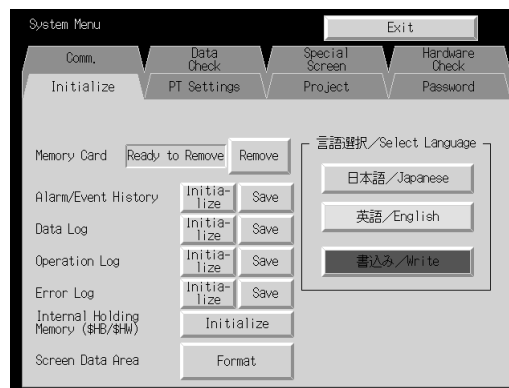 System Menu
Exit
Comm.
Data
Check
Special
Screen
Hardware
Check
Initialize
PT Settings
Project
Password
Memory Card
Ready to Remove
Remove
言語選択/Select Language
日本語/Japanese
英語/English
書込み/Write
Alarm/Event History
Initia-
lize
Save
Data Log
Initia-
lize
Save
Operation Log
Initia-
lize
Save
Error Log
Initia-
lize
Save
Internal Holding
Memory ($HB/$HW)
Initialize
Screen Data Area
Format